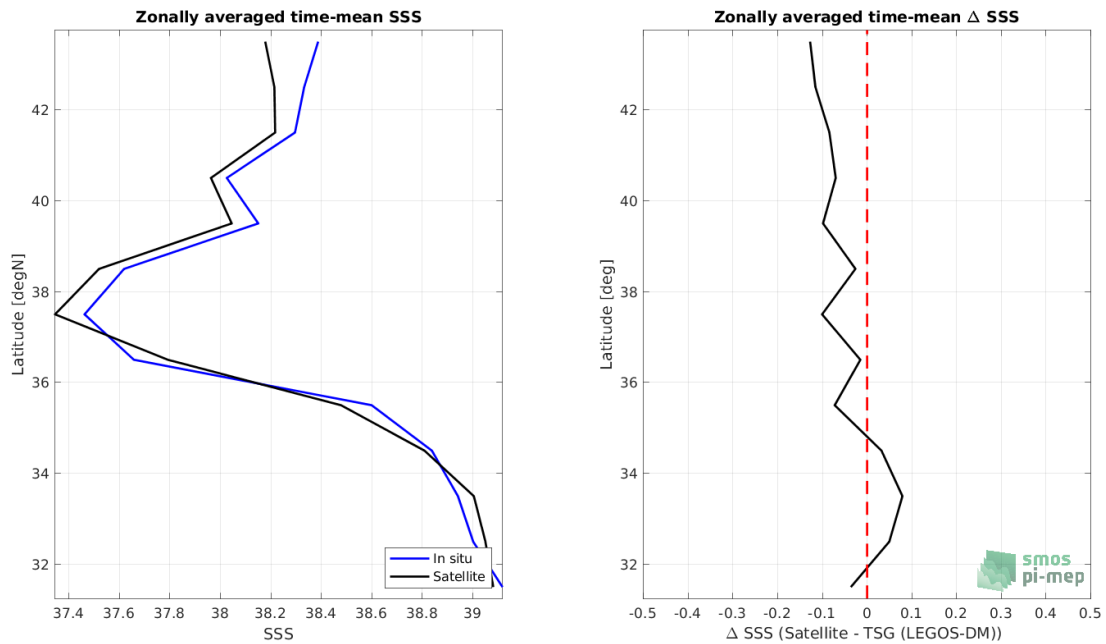 Zonally averaged time-mean SSS
42
40
38
36
34
32
Latitude [degN]
37.4 37.6 37.8 38 38.2 38.4 38.6 38.8 39
SSS
In situ
Satellite
Zonally averaged time-mean Δ SSS
42
40
38
36
34
32
Latitude [deg]
-0.5 -0.4 -0.3 -0.2 -0.1 0 0.1 0.2 0.3 0.4 0.5
Δ SSS (Satellite - TSG (LEGOS-DM))
smos
pi-mep